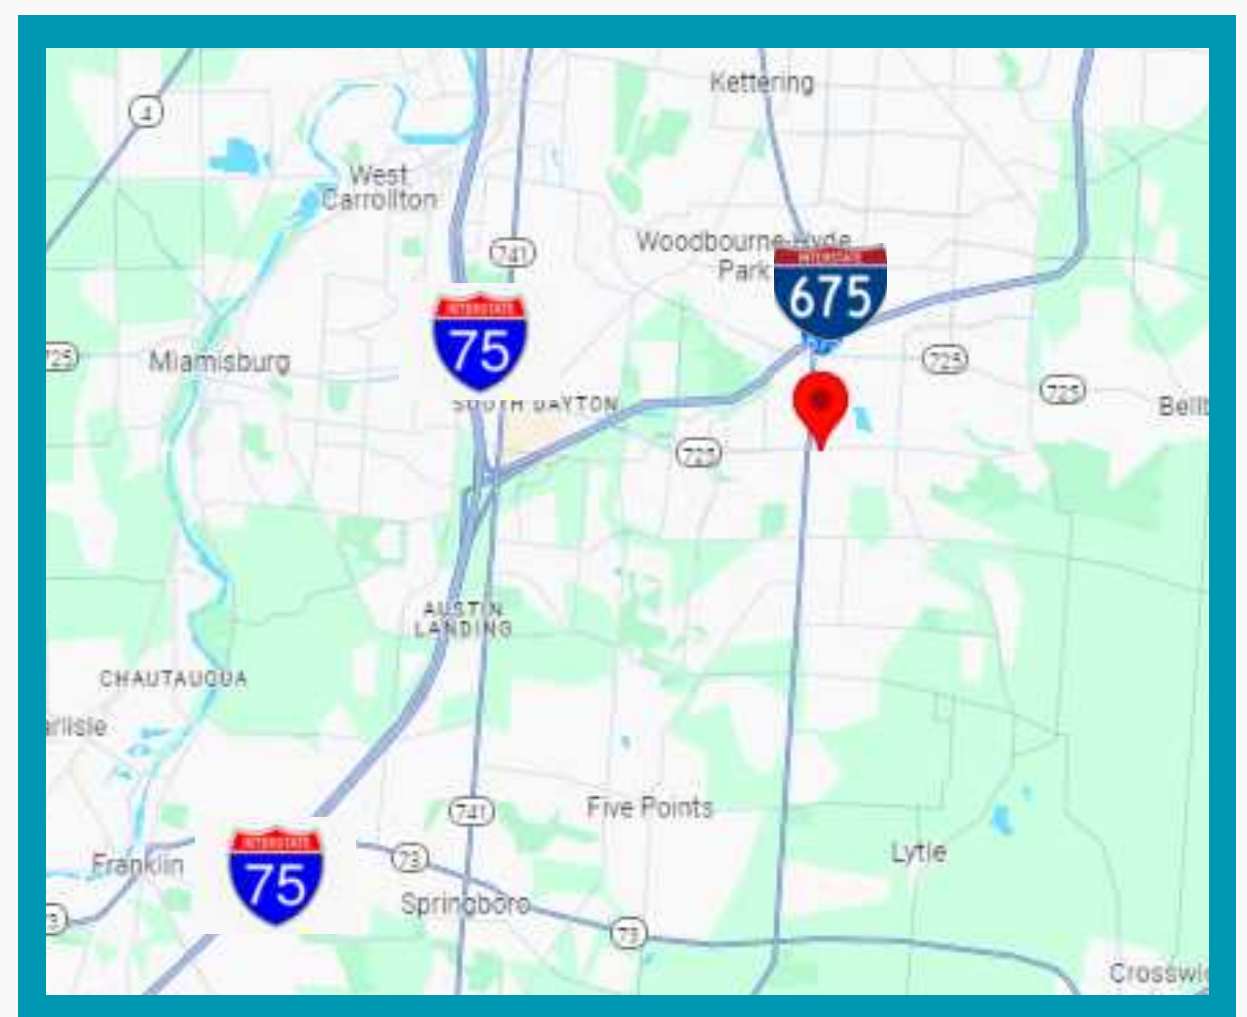 Kettering
4
West
Carrollton
741
Woodbourne-Hyde
Park
INTERSTATE
675
INTERSTATE
75
725
Miamisburg
725
725
SOUTH DAYTON
725
AUSTIN
LANDING
CHAUTAUQUA
arlisle
741
Five Points
INTERSTATE
75
73
Franklin
Lytle
Springboro
3
73
Crosswi